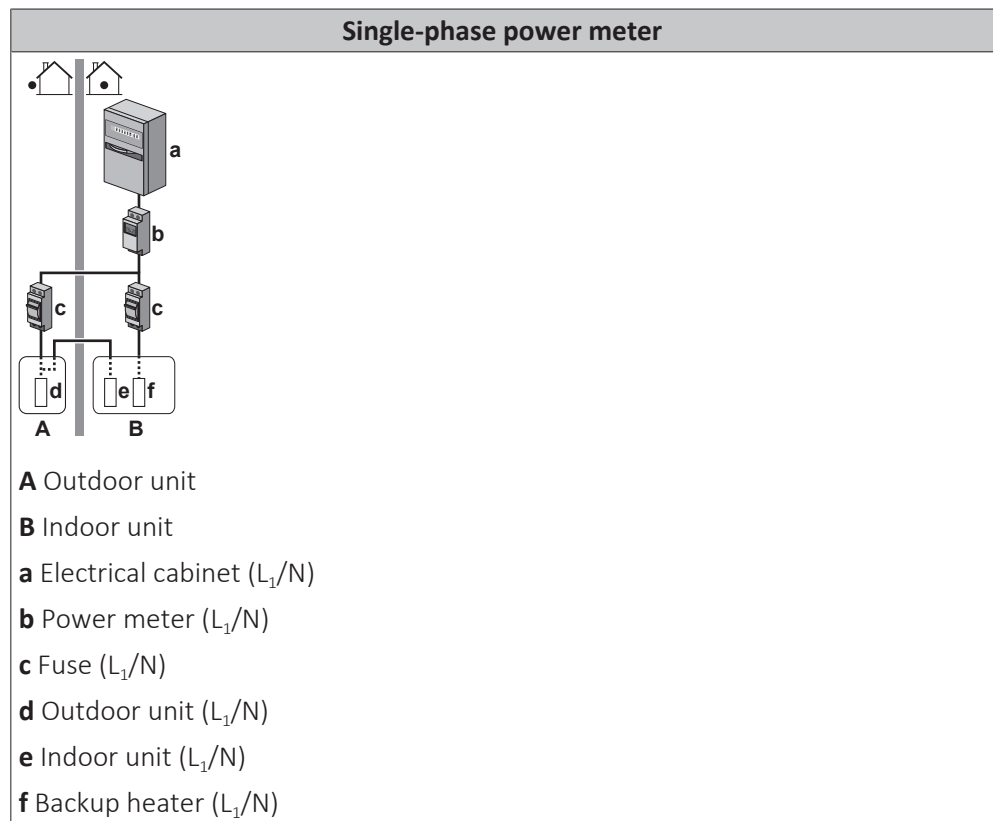 Single-phase power meter
a
b
c c
d e f
A B
A Outdoor unit
B Indoor unit
a Electrical cabinet (L₁/N)
b Power meter (L₁/N)
c Fuse (L₁/N)
d Outdoor unit (L₁/N)
e Indoor unit (L₁/N)
f Backup heater (L₁/N)